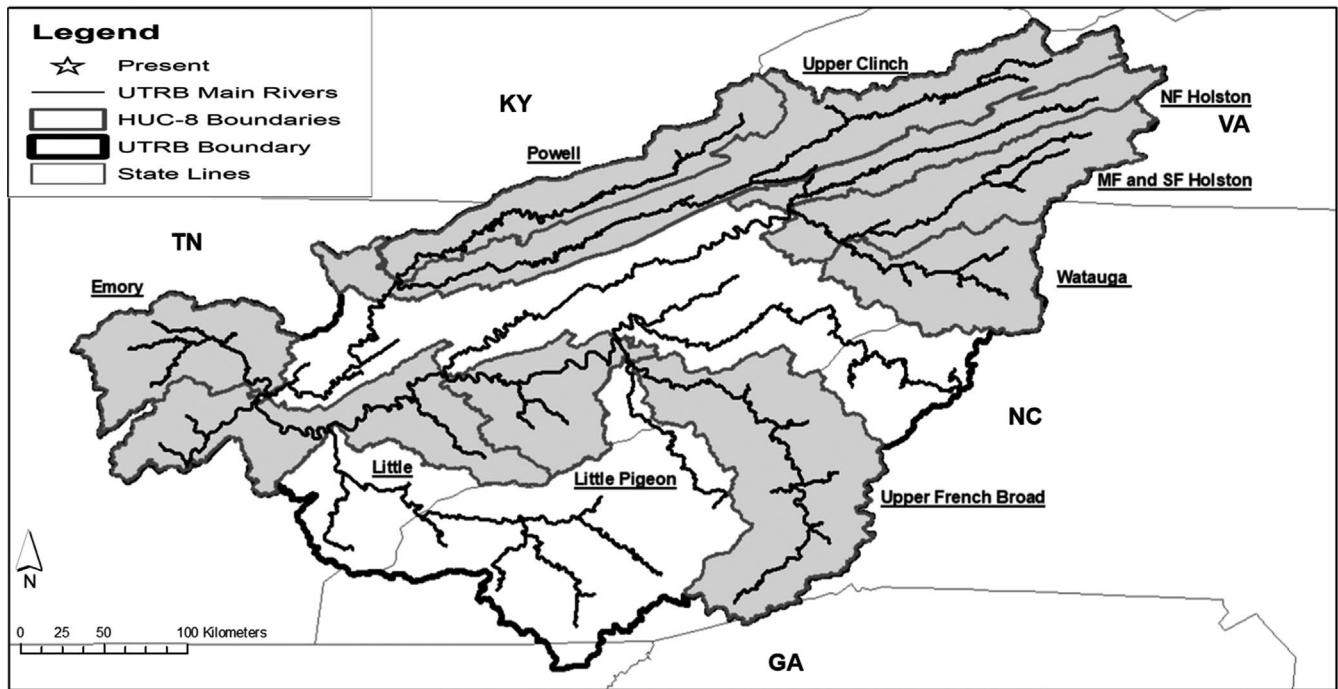 Legend
Present
UTRB Main Rivers
HUC-8 Boundaries
UTRB Boundary
State Lines
Upper Clinch
KY
NF Holston
VA
Powell
MF and SF Holston
TN
Watauga
Emory
NC
Little
Little Pigeon
Upper French Broad
N
0 25 50 100 Kilometers
GA